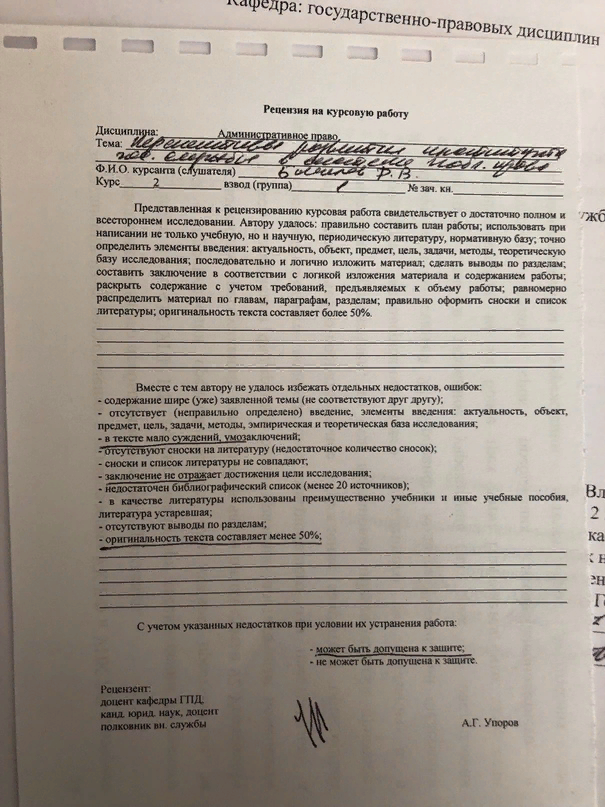 Кафедра: государственно-правовых дисциплин
Рецензия на курсовую работу
Дисциплина: Административное право,
Тема: Перспективы развития института
гос. службы в системе публ. права
Ф.И.О. курсанта (слушателя) Р. В.
Курс 2 взвод (группа) 1 № зач. кн.
Представленная к рецензированию курсовая работа свидетельствует о достаточно полном и
всестороннем исследовании. Автору удалось: правильно составить план работы; использовать при
написании не только учебную, но и научную, периодическую литературу, нормативную базу; точно
определить элементы введения: актуальность, объект, предмет, цель, задачи, методы, теоретическую
базу исследования; последовательно и логично изложить материал; сделать выводы по разделам;
составить заключение в соответствии с логикой изложения материала и содержанием работы;
раскрыть содержание с учетом требований, предъявляемых к объему работы; равномерно
распределить материал по главам, параграфам, разделам; правильно оформить сноски и список
литературы; оригинальность текста составляет более 50%.
Вместе с тем автору не удалось избежать отдельных недостатков, ошибок:
- содержание шире (уже) заявленной темы (не соответствуют друг другу);
- отсутствует (неправильно определено) введение, элементы введения: актуальность, объект,
предмет, цель, задачи, методы, эмпирическая и теоретическая база исследования;
- в тексте мало суждений, умозаключений;
- отсутствуют сноски на литературу (недостаточное количество сносок);
- сноски и список литературы не совпадают;
- заключение не отражает достижения цели исследования;
- недостаточен библиографический список (менее 20 источников);
- в качестве литературы использованы преимущественно учебники и иные учебные пособия,
литература устаревшая;
- отсутствуют выводы по разделам;
- оригинальность текста составляет менее 50%;
С учетом указанных недостатков при условии их устранения работа:
- может быть допущена к защите;
- не может быть допущена к защите.
Рецензент:
доцент кафедры ГПД,
канд. юрид. наук, доцент
полковник вн. службы
А.Г. Упоров